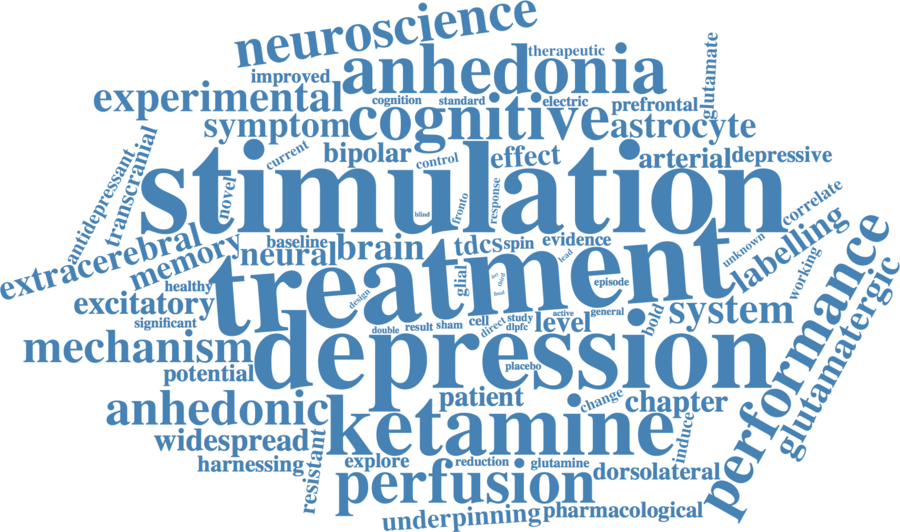 neuroscience
therapeutic
glutamate
improved
anhedonia
experimental
cognition
standard
electric
prefrontal
symptom
cognitive
astrocyte
antidepressant
transcranial
current
bipolar
control
effect
arterial
depressive
stimulation
novel
blind
fronto
response
correlate
extracerebral
memory
baseline
neural
brain
tdcs
spin
evidence
unknown
labelling
working
performance
treatment
healthy
glial
lead
episode
excitatory
design
significant
double
result
sham
cell
direct
study
dlpfc
active
level
general
bold
system
glutamatergic
mechanism
depression
potential
placebo
anhedonic
patient
change
chapter
ketamine
widespread
induce
harnessing
resistant
explore
reduction
glutamine
dorsolateral
perfusion
underpinning
pharmacological